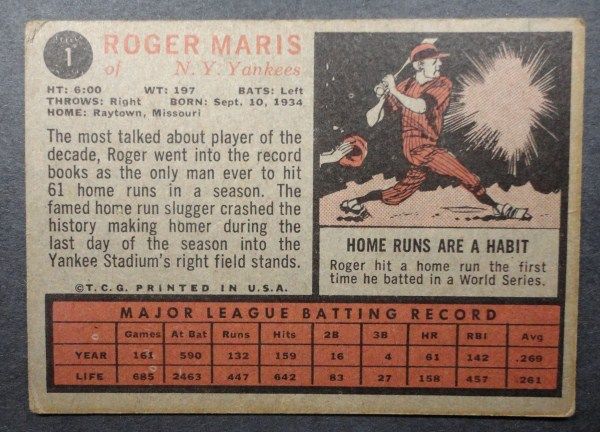 1
ROGER MARIS
of N. Y. Yankees
HT: 6:00 WT: 197 BATS: Left
THROWS: Right BORN: Sept. 10, 1934
HOME: Raytown, Missouri
The most talked about player of the
decade, Roger went into the record
books as the only man ever to hit
61 home runs in a season. The
famed home run slugger crashed the
history making homer during the
last day of the season into the
Yankee Stadium's right field stands.
©T.C.G. PRINTED IN U.S.A.
HOME RUNS ARE A HABIT
Roger hit a home run the first
time he batted in a World Series.
MAJOR LEAGUE BATTING RECORD
Games At Bat Runs Hits 2B 3B HR RBI Avg
YEAR 161 590 132 159 16 4 61 142 .269
LIFE 685 2463 447 642 83 27 158 457 .261